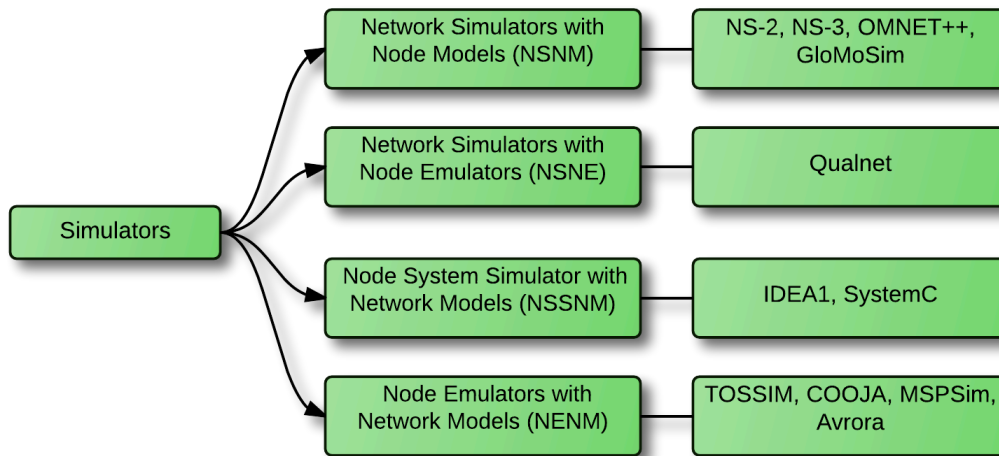 Simulators
Network Simulators with
Node Models (NSNM)
NS-2, NS-3, OMNET++,
GloMoSim
Network Simulators with
Node Emulators (NSNE)
Qualnet
Node System Simulator with
Network Models (NSSNM)
IDEA1, SystemC
Node Emulators with
Network Models (NENM)
TOSSIM, COOJA, MSPSim,
Avrora